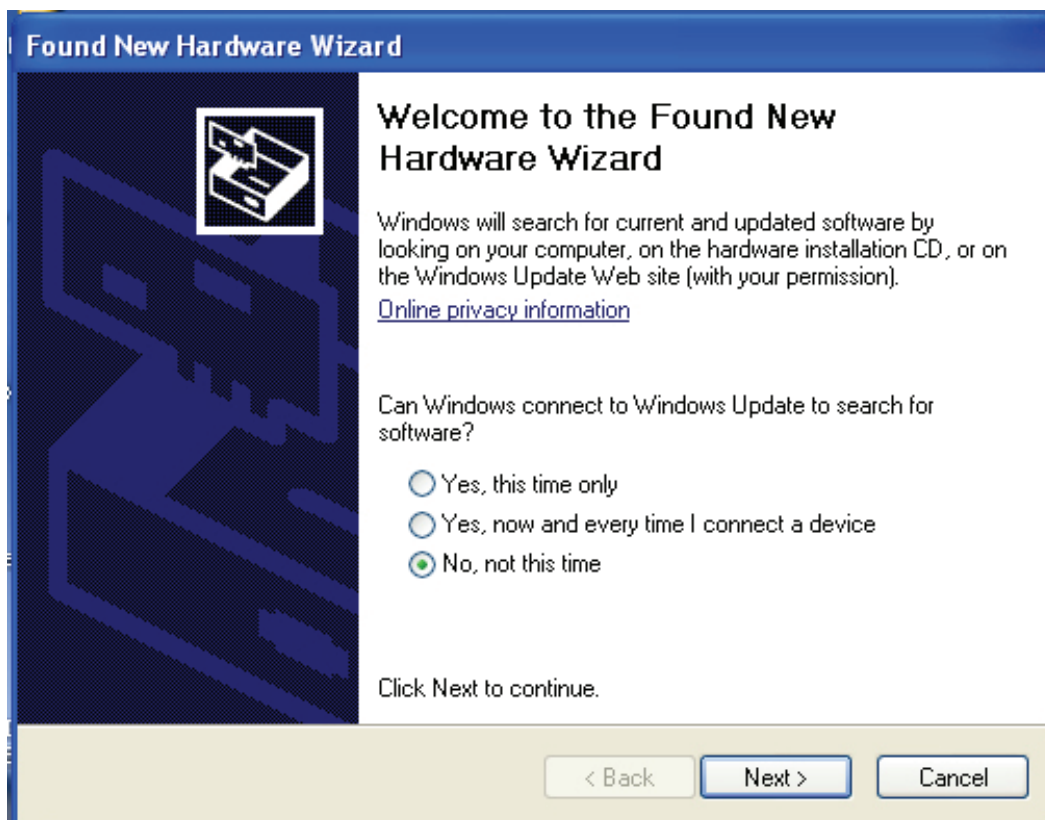 Found New Hardware Wizard
Welcome to the Found New
Hardware Wizard
Windows will search for current and updated software by
looking on your computer, on the hardware installation CD, or on
the Windows Update Web site (with your permission).
Online privacy information
Can Windows connect to Windows Update to search for
software?
Yes, this time only
Yes, now and every time I connect a device
No, not this time
Click Next to continue.
< Back Next > Cancel